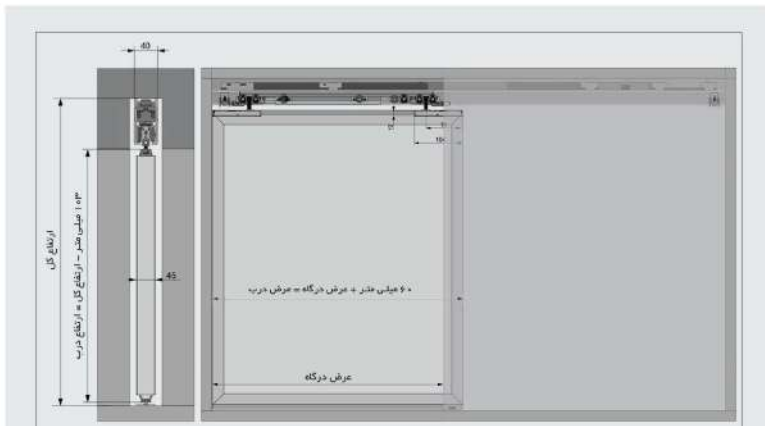 40
ارتفاع کل
۱۰۳ میلی متر - ارتفاع کل = ارتفاع درب
45
۶۰ میلی متر + عرض درگاه = عرض درب
عرض درگاه